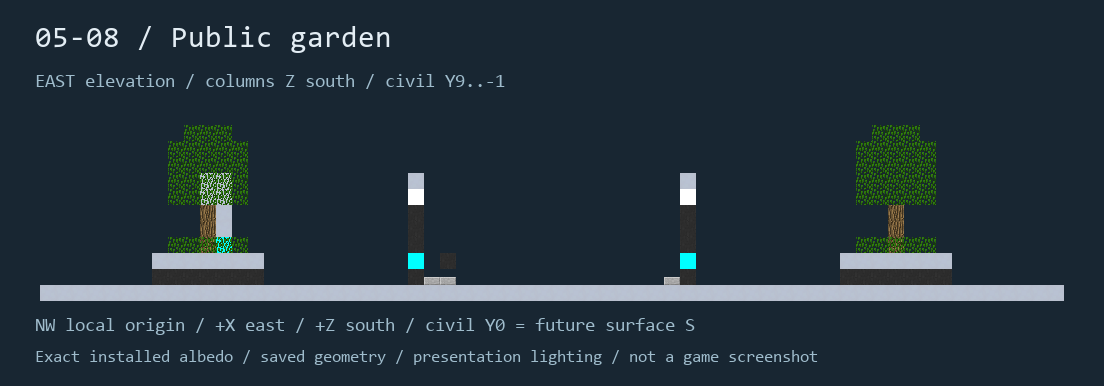 05-08 / Public garden
EAST elevation / columns Z south / civil Y9..-1
NW local origin / +X east / +Z south / civil Y0 = future surface S
Exact installed albedo / saved geometry / presentation lighting / not a game screenshot